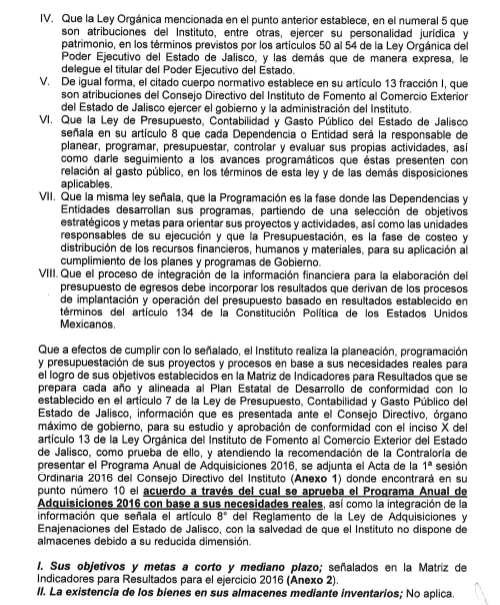 IV. Que la Ley Orgánica mencionada en el punto anterior establece, en el numeral 5 que
son atribuciones del Instituto, entre otras, ejercer su personalidad jurídica y
patrimonio, en los términos previstos por los articulos 50 al 54 de la Ley Orgánica del
Poder Ejecutivo del Estado de Jalisco, y las demás que de manera expresa, le
delegue el titular del Poder Ejecutivo del Estado.
V. De igual forma, el citado cuerpo normativo establece en su artículo 13 fracción I, que
son atribuciones del Consejo Directivo del Instituto de Fomento al Comercio Exterior
del Estado de Jalisco ejercer el gobierno y la administración del Instituto.
VI. Que la Ley de Presupuesto, Contabilidad y Gasto Público del Estado de Jalisco
señala en su artículo 8 que cada Dependencia o Entidad será la responsable de
planear, programar, presupuestar, controlar y evaluar sus propias actividades, así
como darle seguimiento a los avances programáticos que éstas presenten con
relación al gasto público, en los términos de esta ley y de las demás disposiciones
aplicables.
VII. Que la misma ley señala, que la Programación es la fase donde las Dependencias y
Entidades desarrollan sus programas, partiendo de una selección de objetivos
estratégicos y metas para orientar sus proyectos y actividades, así como las unidades
responsables de su ejecución y que la Presupuestación, es la fase de costeo y
distribución de los recursos financieros, humanos y materiales, para su aplicación al
cumplimiento de los planes y programas de Gobierno.
VIII. Que el proceso de integración de la información financiera para la elaboración del
presupuesto de egresos debe incorporar los resultados que derivan de los procesos
de implantación y operación del presupuesto basado en resultados establecido en
términos del artículo 134 de la Constitución Política de los Estados Unidos
Mexicanos.
Que a efectos de cumplir con lo señalado, el Instituto realiza la planeación, programación
y presupuestación de sus proyectos y procesos en base a sus necesidades reales para
el logro de sus objetivos establecidos en la Matriz de Indicadores para Resultados que se
prepara cada año y alineada al Plan Estatal de Desarrollo de conformidad con lo
establecido en el artículo 7 de la Ley de Presupuesto, Contabilidad y Gasto Público del
Estado de Jalisco, información que es presentada ante el Consejo Directivo, órgano
máximo de gobierno, para su estudio y aprobación de conformidad con el inciso X del
artículo 13 de la Ley Orgánica del Instituto de Fomento al Comercio Exterior del Estado
de Jalisco, como prueba de ello, y atendiendo la recomendación de la Contraloría de
presentar el Programa Anual de Adquisiciones 2016, se adjunta el Acta de la 1ª sesión
Ordinaria 2016 del Consejo Directivo del Instituto (Anexo 1) donde encontrará en su
punto número 10 el acuerdo a través del cual se aprueba el Programa Anual de
Adquisiciones 2016 con base a sus necesidades reales, así como la integración de la
información que señala el artículo 8° del Reglamento de la Ley de Adquisiciones y
Enajenaciones del Estado de Jalisco, con la salvedad de que el Instituto no dispone de
almacenes debido a su reducida dimensión.
I. Sus objetivos y metas a corto y mediano plazo; señalados en la Matriz de
Indicadores para Resultados para el ejercicio 2016 (Anexo 2).
II. La existencia de los bienes en sus almacenes mediante inventarios; No aplica.